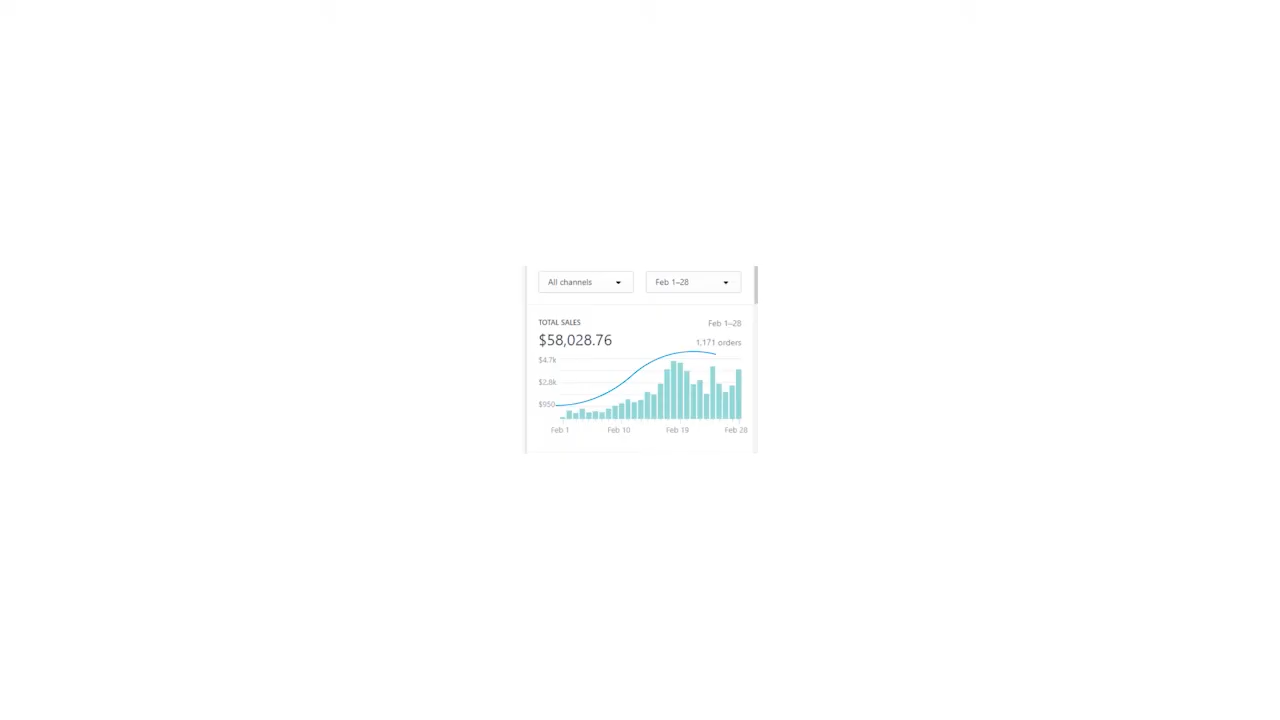 All channels
Feb 1–28
TOTAL SALES
Feb 1–28
$58,028.76
1,171 orders
$4.7k
$2.8k
$950
Feb 1
Feb 10
Feb 19
Feb 28